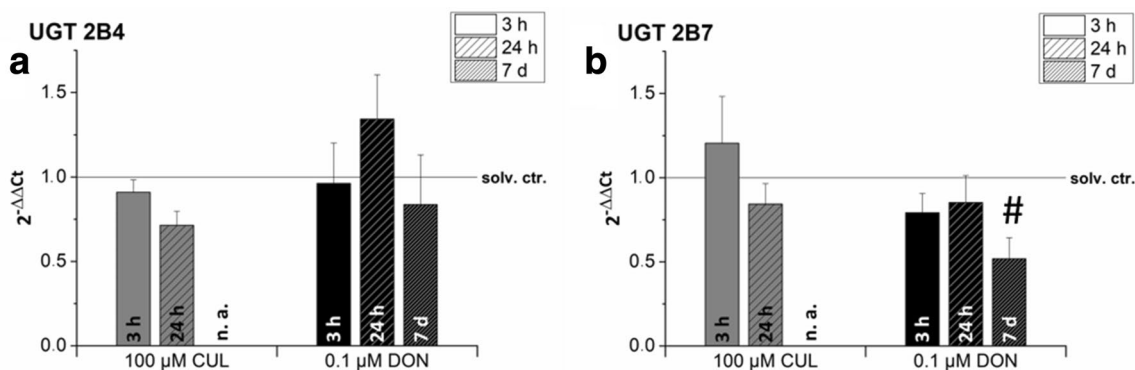 a
UGT 2B4
3 h
24 h
7 d
2^-ΔΔCt
1.5
1.0
0.5
0.0
solv. ctr.
3 h
24 h
n. a.
3 h
24 h
7 d
100 µM CUL
0.1 µM DON
b
UGT 2B7
3 h
24 h
7 d
2^-ΔΔCt
1.5
1.0
0.5
0.0
solv. ctr.
#
3 h
24 h
n. a.
3 h
24 h
7 d
100 µM CUL
0.1 µM DON